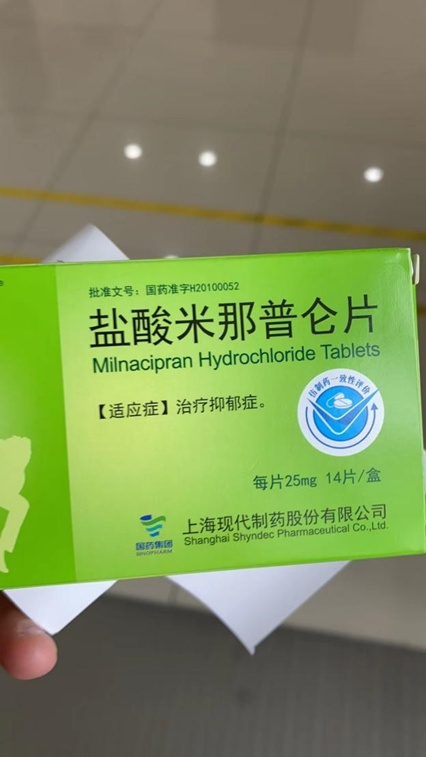 批准文号：国药准字H20100052
盐酸米那普仑片
Milnacipran Hydrochloride Tablets
【适应症】治疗抑郁症。
仿制药一致性评价
每片25mg 14片/盒
国药集团
SINOPHARM
上海现代制药股份有限公司
Shanghai Shyndec Pharmaceutical Co.,Ltd.